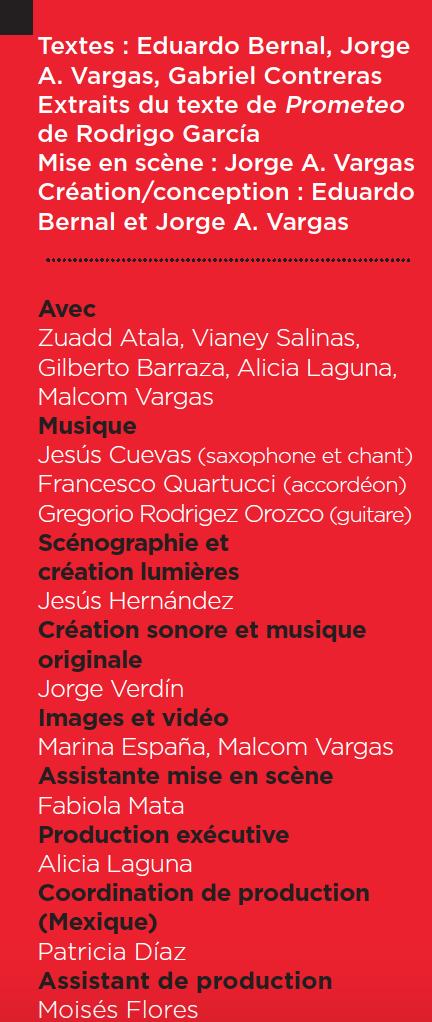 Textes : Eduardo Bernal, Jorge
A. Vargas, Gabriel Contreras
Extraits du texte de Prometeo
de Rodrigo García
Mise en scène : Jorge A. Vargas
Création/conception : Eduardo
Bernal et Jorge A. Vargas
Avec
Zuadd Atala, Vianey Salinas,
Gilberto Barraza, Alicia Laguna,
Malcom Vargas
Musique
Jesús Cuevas (saxophone et chant)
Francesco Quartucci (accordéon)
Gregorio Rodrigez Orozco (guitare)
Scénographie et
création lumières
Jesús Hernández
Création sonore et musique
originale
Jorge Verdín
Images et vidéo
Marina España, Malcom Vargas
Assistante mise en scène
Fabiola Mata
Production exécutive
Alicia Laguna
Coordination de production
(Mexique)
Patricia Díaz
Assistant de production
Moisés Flores